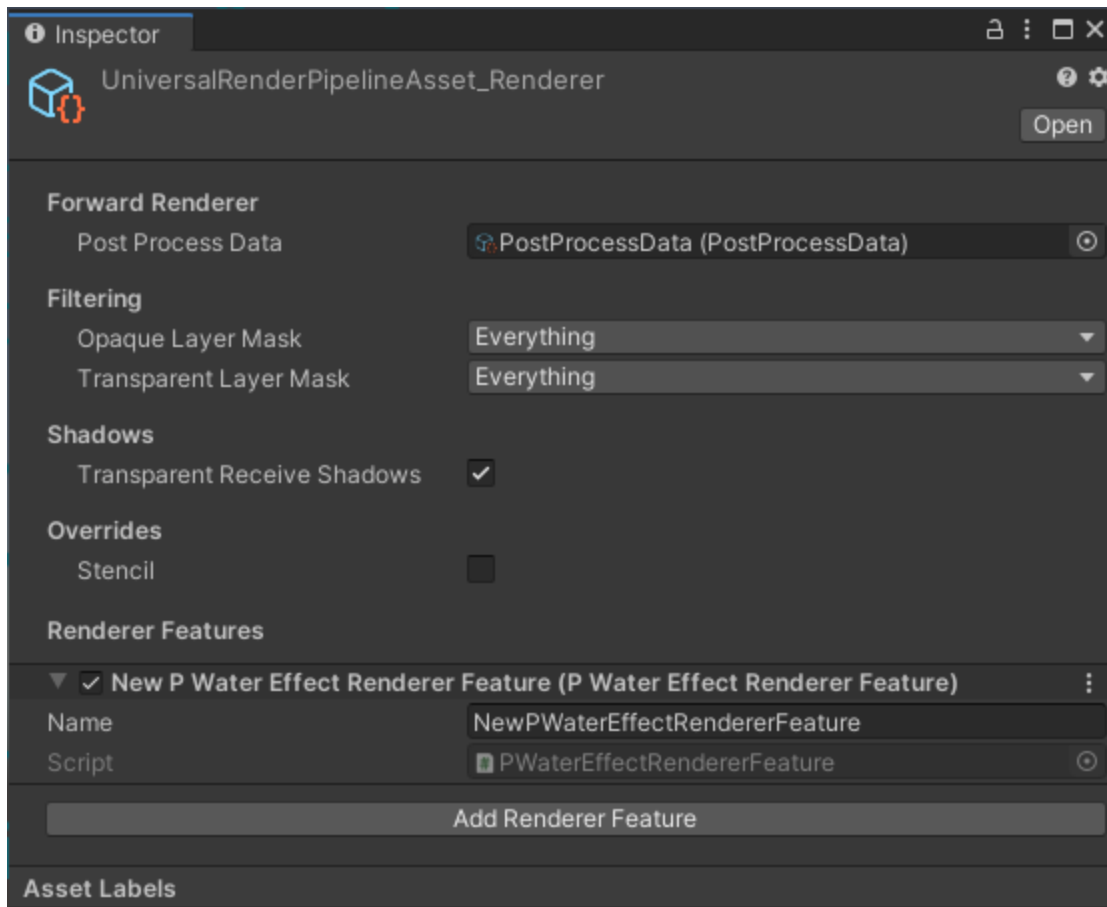 Inspector
UniversalRenderPipelineAsset_Renderer
Open
Forward Renderer
Post Process Data PostProcessData (PostProcessData)
Filtering
Opaque Layer Mask Everything
Transparent Layer Mask Everything
Shadows
Transparent Receive Shadows
Overrides
Stencil
Renderer Features
New P Water Effect Renderer Feature (P Water Effect Renderer Feature)
Name NewPWaterEffectRendererFeature
Script PWaterEffectRendererFeature
Add Renderer Feature
Asset Labels